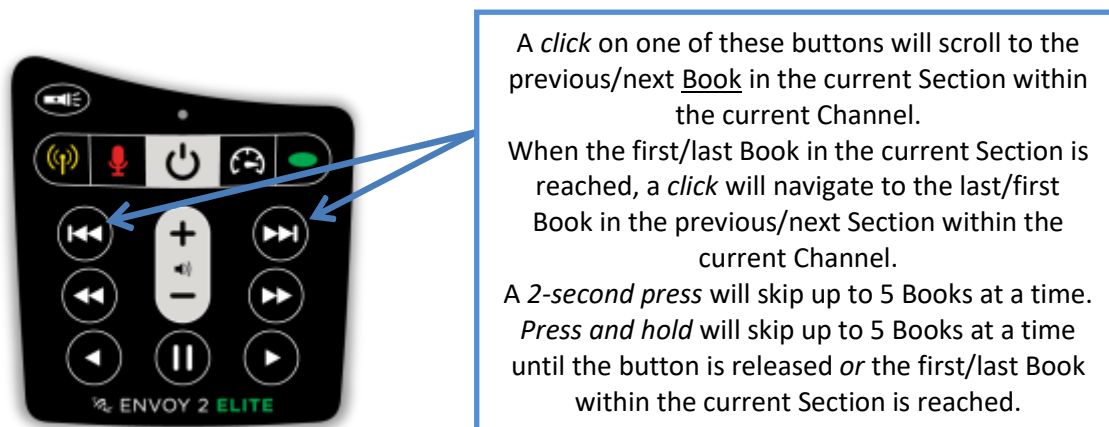 A click on one of these buttons will scroll to the
previous/next Book in the current Section within
the current Channel.
When the first/last Book in the current Section is
reached, a click will navigate to the last/first
Book in the previous/next Section within the
current Channel.
A 2-second press will skip up to 5 Books at a time.
Press and hold will skip up to 5 Books at a time
until the button is released or the first/last Book
within the current Section is reached.
ENVOY 2 ELITE